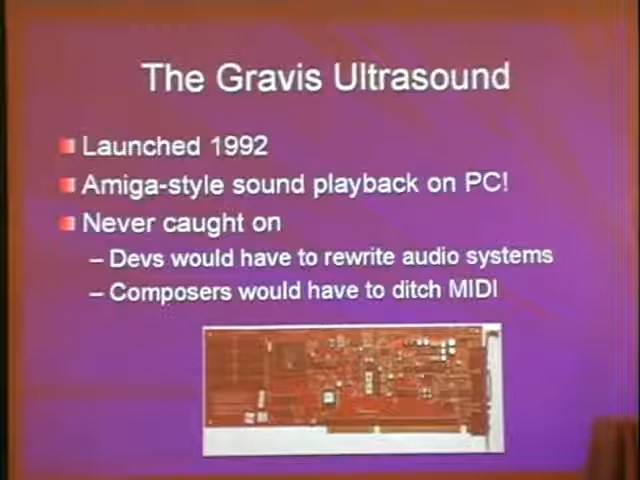 The Gravis Ultrasound
Launched 1992
Amiga-style sound playback on PC!
Never caught on
– Devs would have to rewrite audio systems
– Composers would have to ditch MIDI